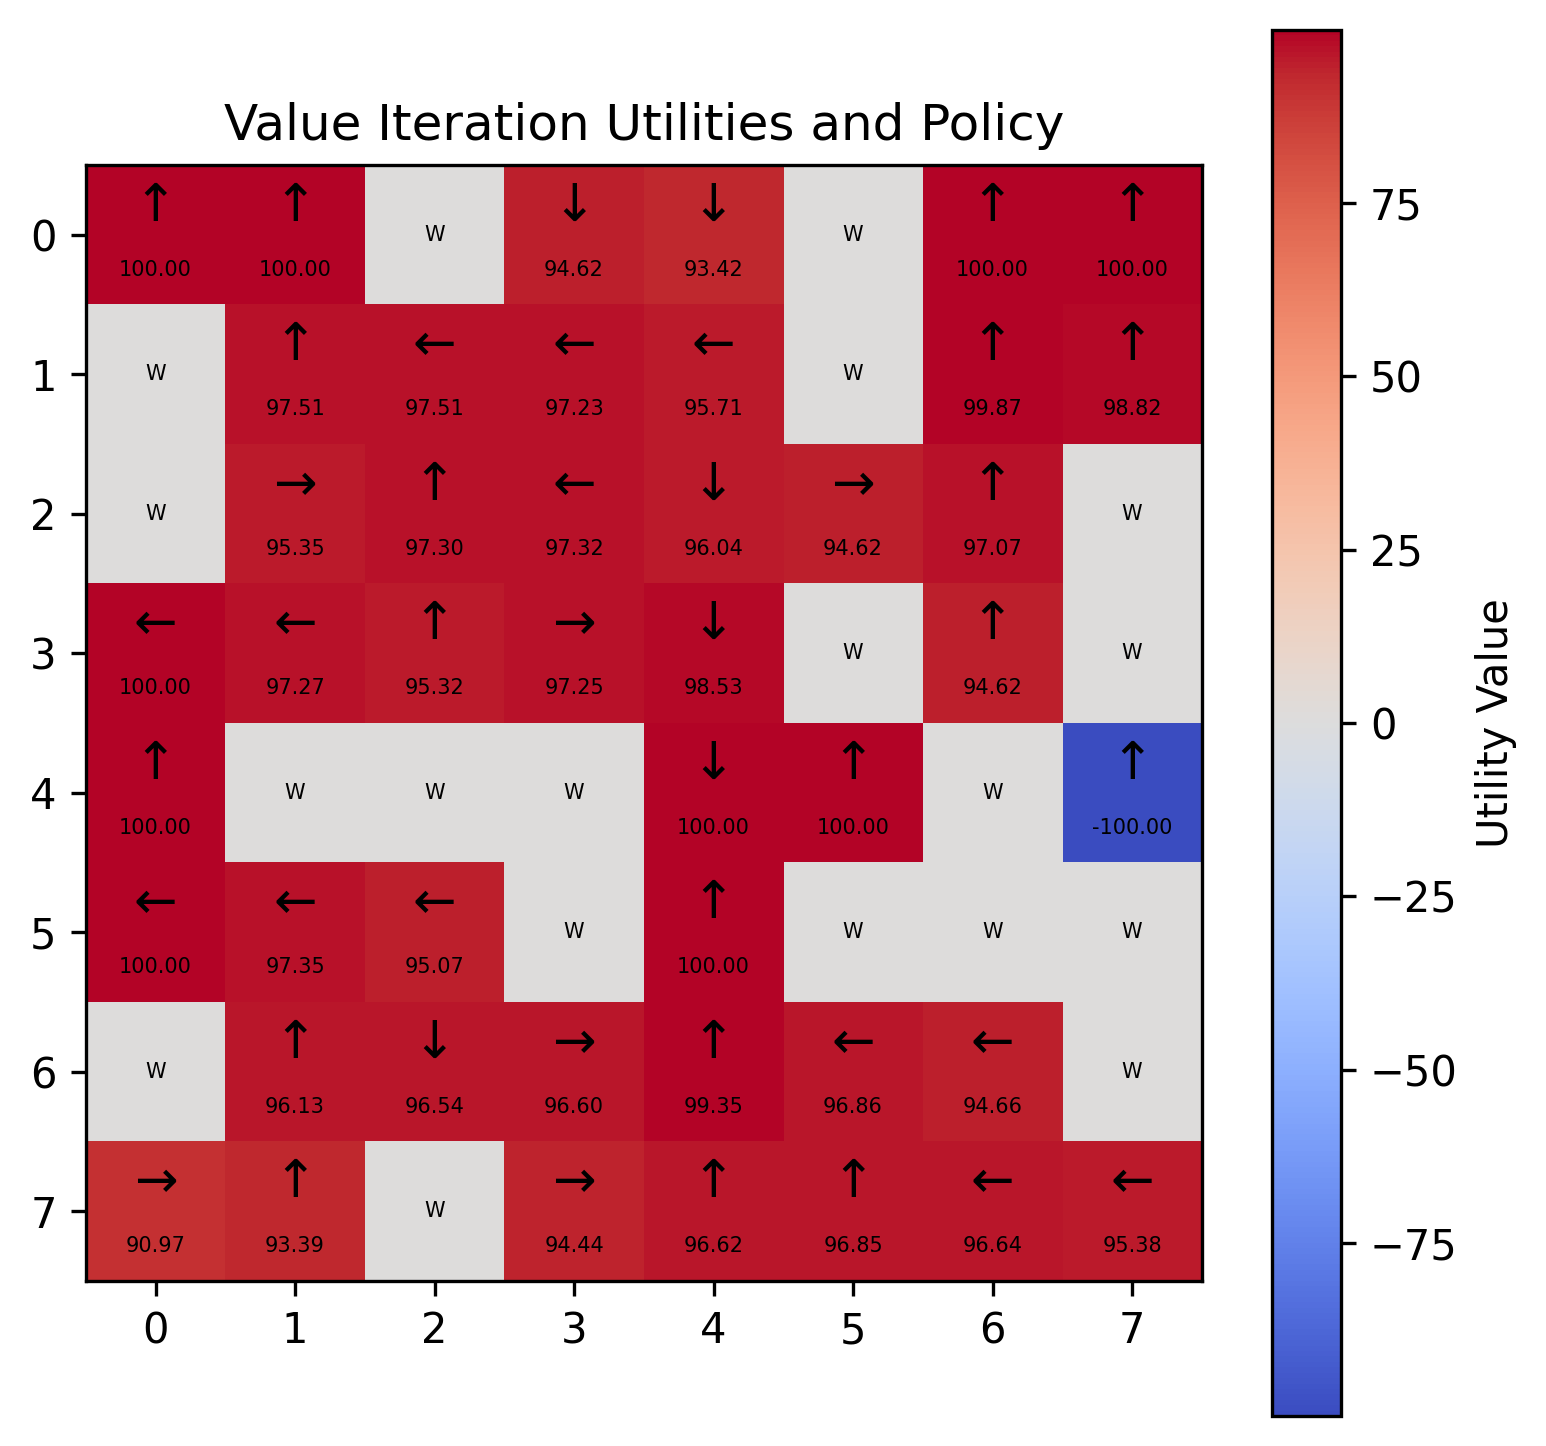 Value Iteration Utilities and Policy
0 ↑ ↑ W ↓ ↓ W ↑ ↑
100.00 100.00 94.62 93.42 100.00 100.00
1 W ↑ ← ← ← W ↑ ↑
97.51 97.51 97.23 95.71 99.87 98.82
2 W → ↑ ← ↓ → ↑ W
95.35 97.30 97.32 96.04 94.62 97.07
3 ← ← ↑ → ↓ W ↑ W
100.00 97.27 95.32 97.25 98.53 94.62
4 ↑ W W W ↓ ↑ W ↑
100.00 100.00 100.00 -100.00
5 ← ← ← W ↑ W W W
100.00 97.35 95.07 100.00
6 W ↑ ↓ → ↑ ← ← W
96.13 96.54 96.60 99.35 96.86 94.66
7 → ↑ W → ↑ ↑ ← ←
90.97 93.39 94.44 96.62 96.85 96.64 95.38
0 1 2 3 4 5 6 7
75
50
25
0
−25
−50
−75
Utility Value